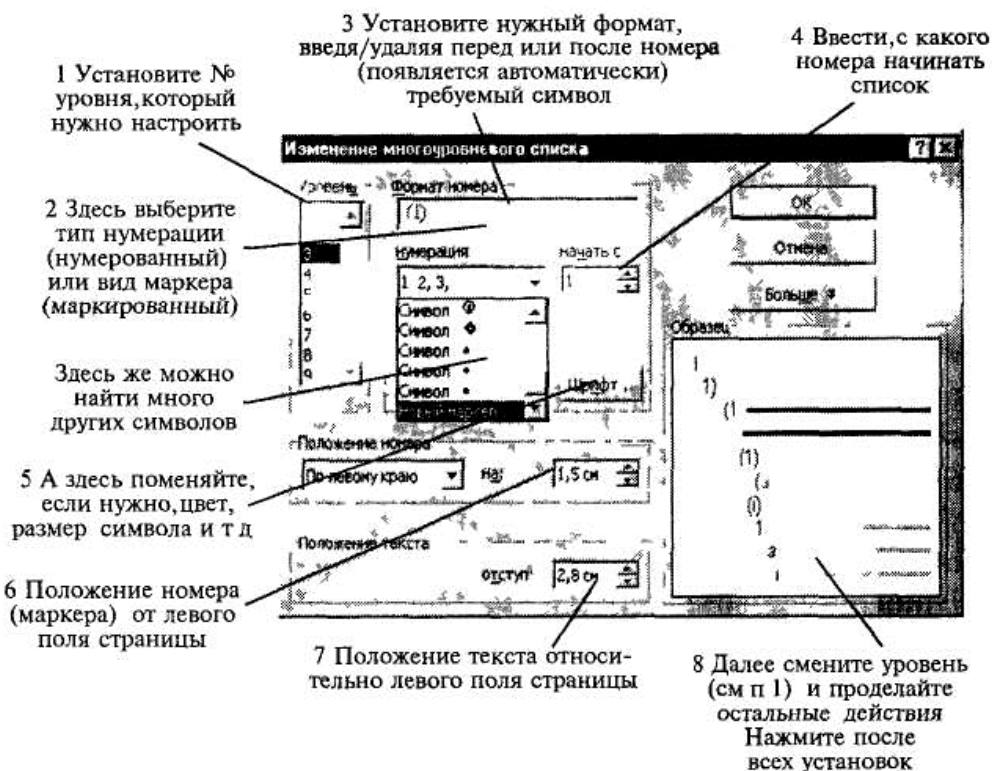 3 Установите нужный формат,
введя/удаляя перед или после номера
(появляется автоматически)
требуемый символ
4 Ввести,с какого
номера начинать
список
1 Установите №
уровня,который
нужно настроить
2 Здесь выберите
тип нумерации
(нумерованный)
или вид маркера
(маркированный)
Здесь же можно
найти много
других символов
5 А здесь поменяйте,
если нужно,цвет,
размер символа и т д
6 Положение номера
(маркера) от левого
поля страницы
Изменение многоуровневого списка
Уровень
Формат номера
(1)
3
4
6
7
8
9
нумерация
начать с
1 2, 3,
1
Символ
Символ
Символ
Символ
Символ
Шрифт
OK
Отмена
Больше
Образец
1
1)
(1
(1)
(i)
1
a
i
Положение номера
По левому краю
на:
1,5 см
Положение текста
отступ
2,8 см
7 Положение текста относи-
тельно левого поля страницы
8 Далее смените уровень
(см п 1) и проделайте
остальные действия
Нажмите после
всех установок